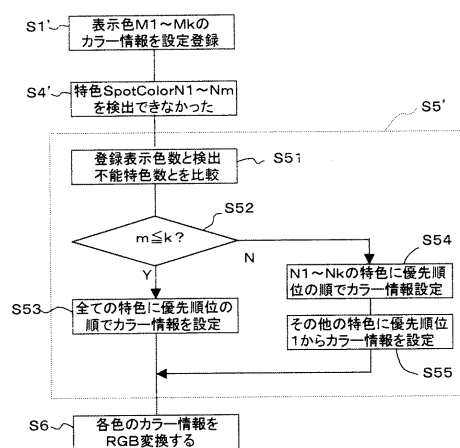 S1'
表示色M1～Mkの
カラー情報を設定登録
S4'
特色SpotColorN1～Nm
を検出できなかった
S5'
登録表示色数と検出
不能特色数とを比較
S51
S52
m≦k？
Y
N
S53
全ての特色に優先順位の
順でカラー情報を設定
S54
N1～Nkの特色に優先順
位の順でカラー情報設定
その他の特色に優先順位
1からカラー情報を設定
S55
S6
各色のカラー情報を
RGB変換する